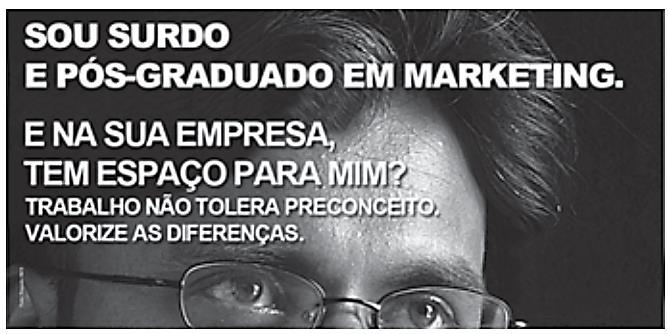 SOU SURDO
E PÓS-GRADUADO EM MARKETING.
E NA SUA EMPRESA,
TEM ESPAÇO PARA MIM?
TRABALHO NÃO TOLERA PRECONCEITO.
VALORIZE AS DIFERENÇAS.